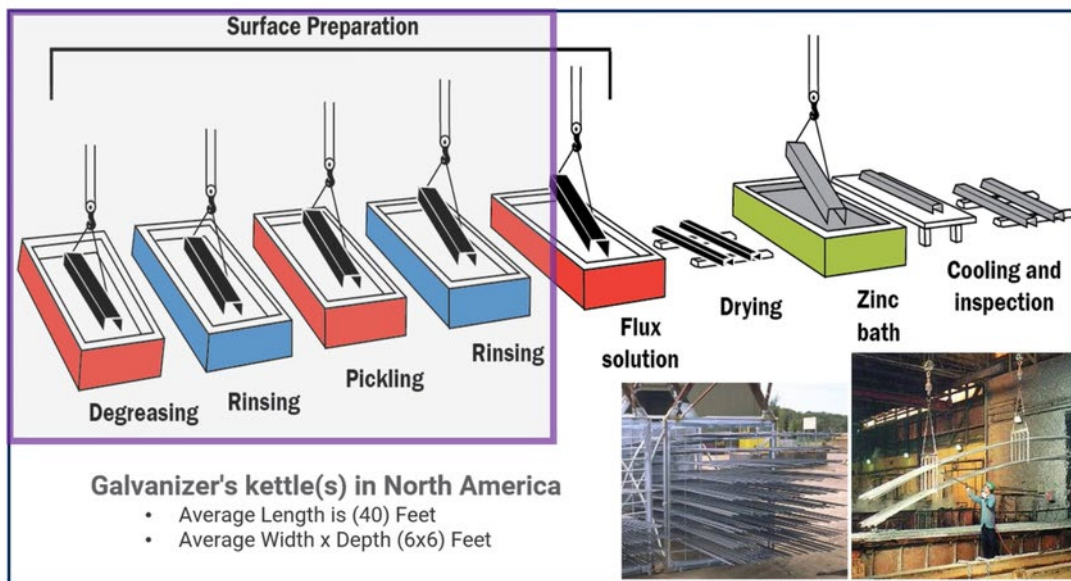 Surface Preparation
Degreasing
Rinsing
Pickling
Rinsing
Flux
solution
Drying
Zinc
bath
Cooling and
inspection
Galvanizer's kettle(s) in North America
• Average Length is (40) Feet
• Average Width x Depth (6x6) Feet